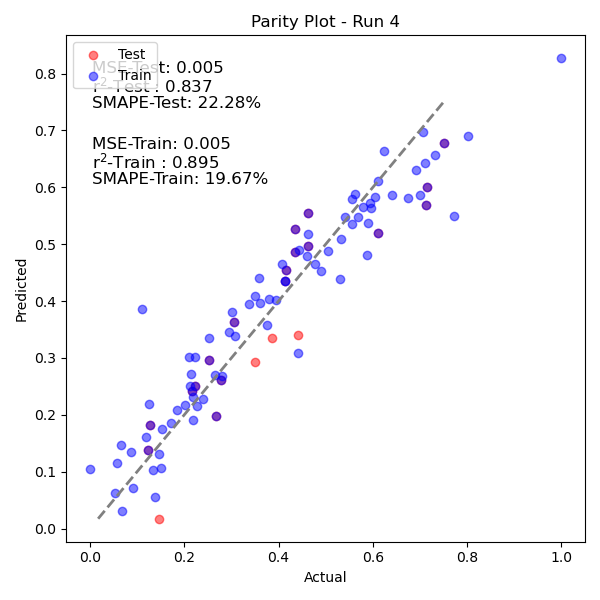 Parity Plot - Run 4
Test
Train
MSE-Test: 0.005
r²-Test : 0.837
SMAPE-Test: 22.28%
MSE-Train: 0.005
r²-Train : 0.895
SMAPE-Train: 19.67%
Predicted
0.8
0.7
0.6
0.5
0.4
0.3
0.2
0.1
0.0
0.0 0.2 0.4 0.6 0.8 1.0
Actual